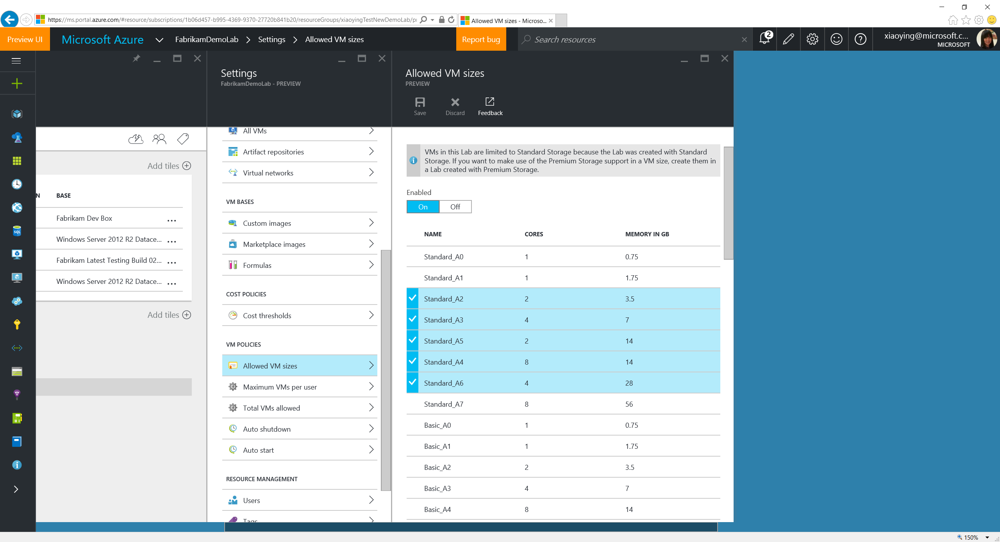 https://ms.portal.azure.com/#resource/subscriptions/1b06d457-b995-4369-9370-27720b841b20/resourceGroups/xiaoyingTestNewDemoLab/pr
Allowed VM sizes - Microso...
Preview UI
Microsoft Azure
FabrikamDemoLab
Settings
Allowed VM sizes
Report bug
Search resources
2
xiaoying@microsoft.c...
MICROSOFT
Add tiles
N BASE
Fabrikam Dev Box ...
Windows Server 2012 R2 Datace... ...
Fabrikam Latest Testing Build 02... ...
Windows Server 2012 R2 Datace... ...
Add tiles
SQL
Settings
FabrikamDemoLab - PREVIEW
All VMs
Artifact repositories
Virtual networks
VM BASES
Custom images
Marketplace images
Formulas
COST POLICIES
Cost thresholds
VM POLICIES
Allowed VM sizes
Maximum VMs per user
Total VMs allowed
Auto shutdown
Auto start
RESOURCE MANAGEMENT
Users
Tags
Allowed VM sizes
PREVIEW
Save
Discard
Feedback
VMs in this Lab are limited to Standard Storage because the Lab was created with Standard
Storage. If you want to make use of the Premium Storage support in a VM size, create them in
a Lab created with Premium Storage.
Enabled
On Off
NAME CORES MEMORY IN GB
Standard_A0 1 0.75
Standard_A1 1 1.75
Standard_A2 2 3.5
Standard_A3 4 7
Standard_A5 2 14
Standard_A4 8 14
Standard_A6 4 28
Standard_A7 8 56
Basic_A0 1 0.75
Basic_A1 1 1.75
Basic_A2 2 3.5
Basic_A3 4 7
Basic_A4 8 14
150%